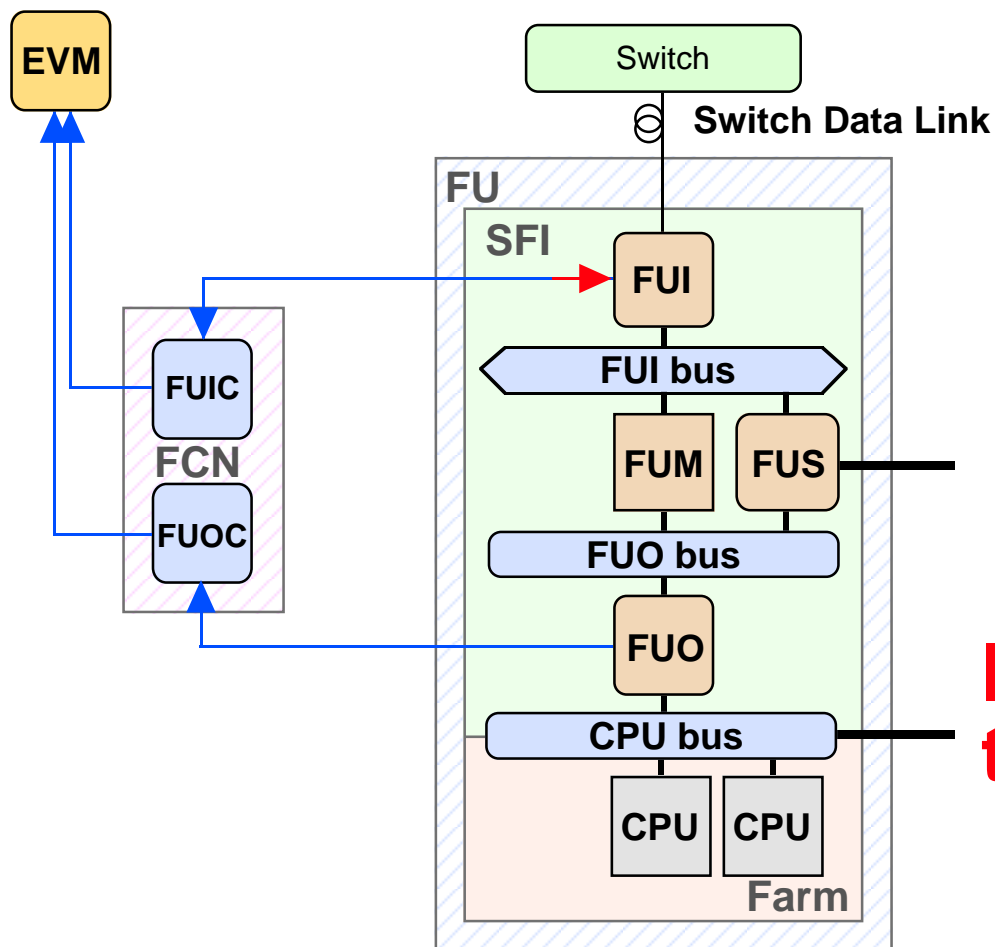 EVM
Switch
Switch Data Link
FU
SFI
FUI
FUI bus
FUIC
FCN
FUM
FUS
FUOC
FUO bus
FUO
CPU bus
CPU
CPU
Farm